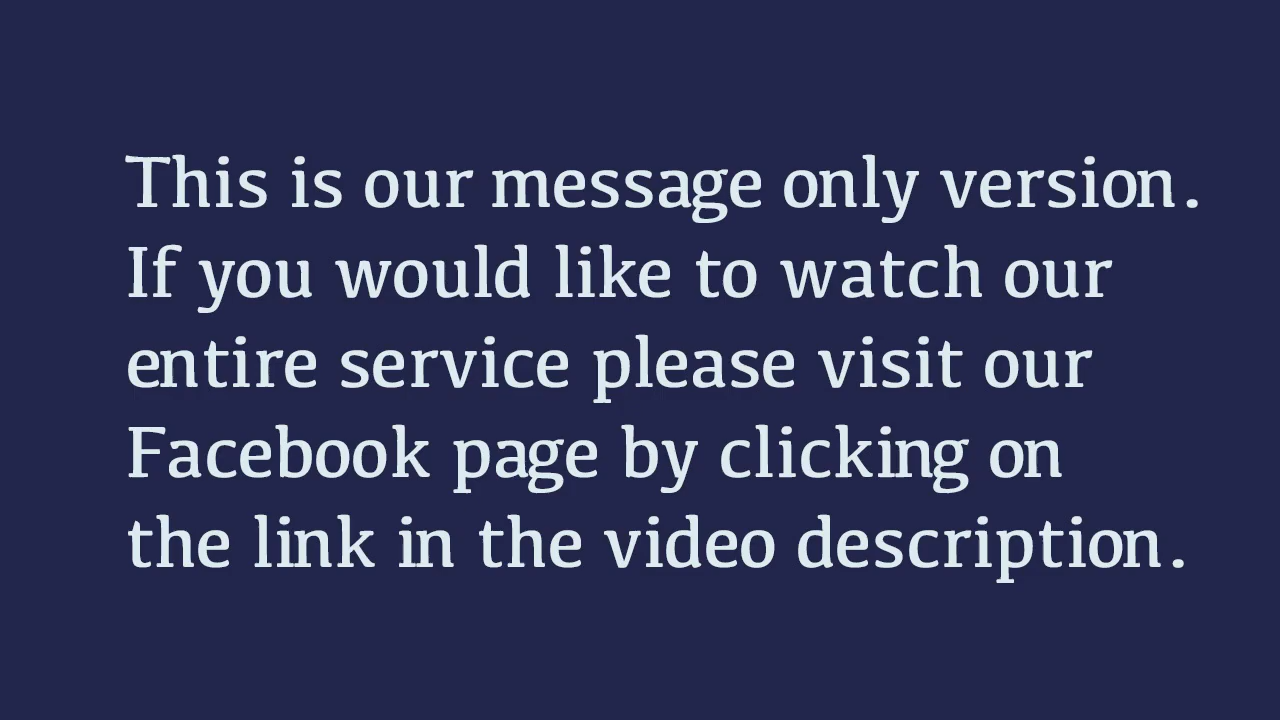 This is our message only version.
If you would like to watch our
entire service please visit our
Facebook page by clicking on
the link in the video description.